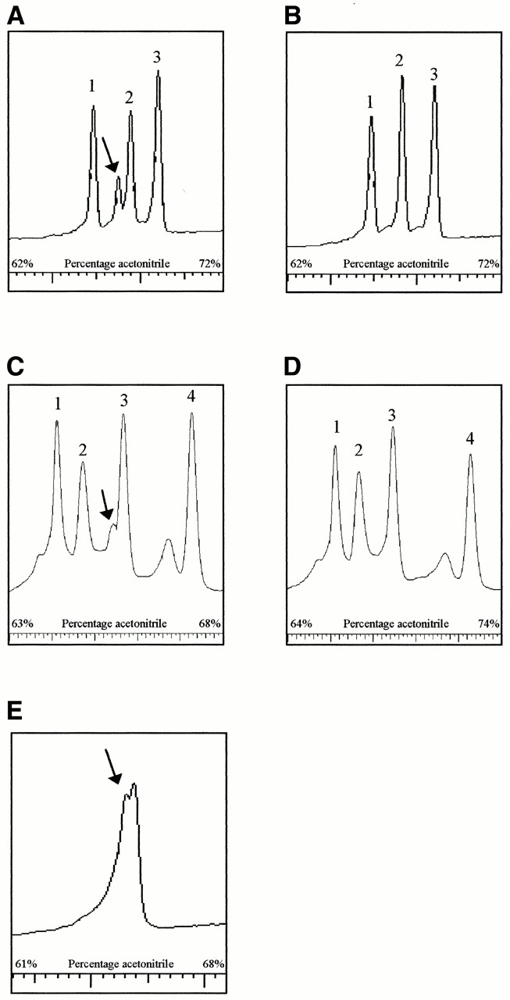 A
1
2
3
62% Percentage acetonitrile 72%
B
1
2
3
62% Percentage acetonitrile 72%
C
1
2
3
4
63% Percentage acetonitrile 68%
D
1
2
3
4
64% Percentage acetonitrile 74%
E
61% Percentage acetonitrile 68%